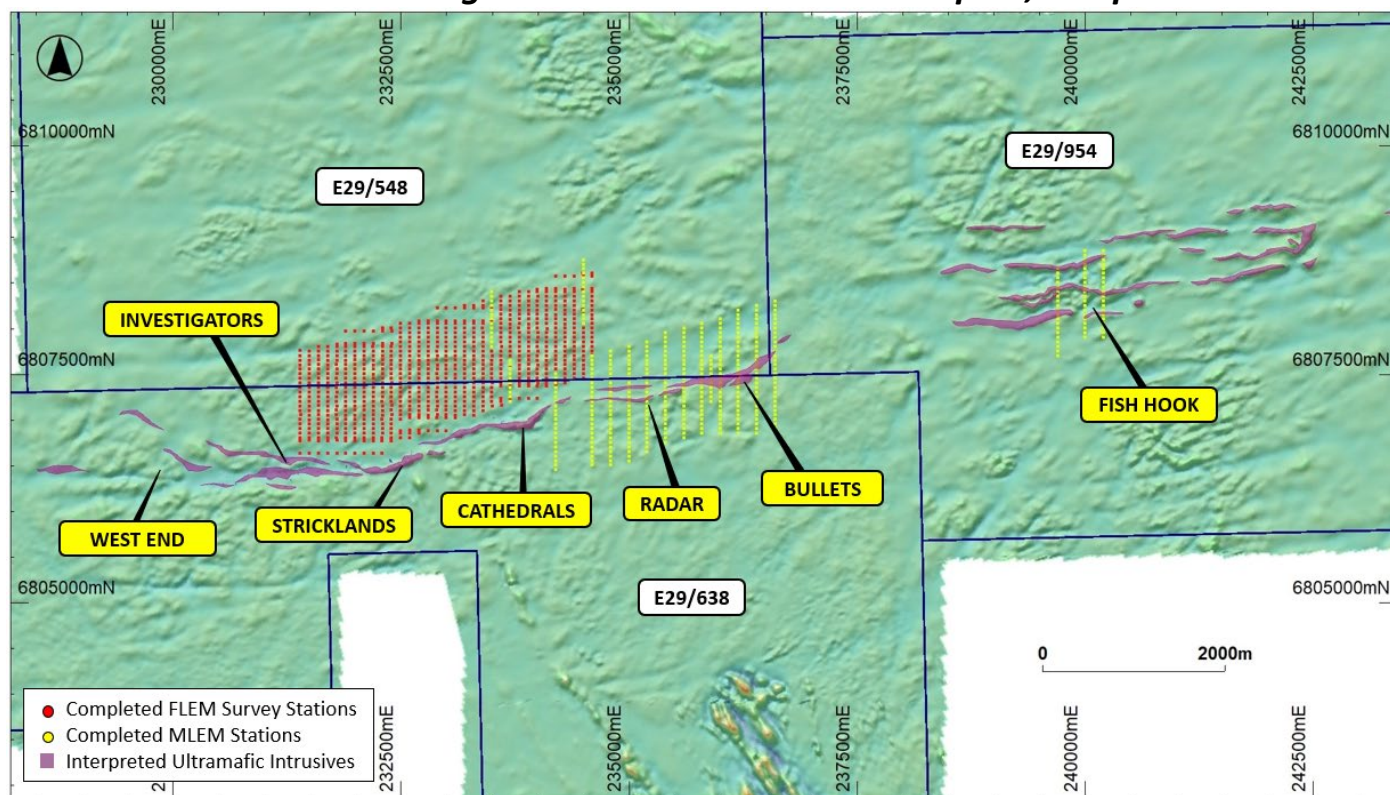 230000mE
232500mE
235000mE
237500mE
240000mE
242500mE
6810000mN
6810000mN
E29/954
E29/548
INVESTIGATORS
6807500mN
6807500mN
FISH HOOK
BULLETS
RADAR
CATHEDRALS
STRICKLANDS
WEST END
6805000mN
6805000mN
E29/638
0 2000m
Completed FLEM Survey Stations
Completed MLEM Stations
Interpreted Ultramafic Intrusives
232500mE
235000mE
237500mE
240000mE
242500mE